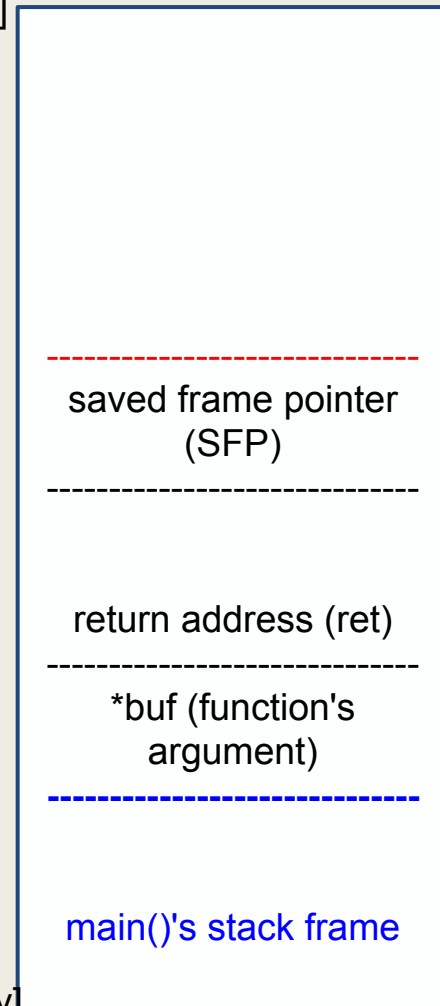 ]
------------------------------
saved frame pointer
(SFP)
------------------------------
return address (ret)
------------------------------
*buf (function's
argument)
------------------------------
main()'s stack frame
y]